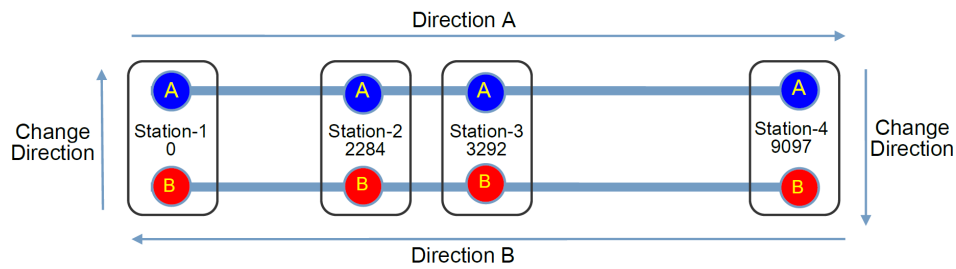 Direction A
A
A
A
A
Change
Direction
Station-1
0
Station-2
2284
Station-3
3292
Station-4
9097
Change
Direction
B
B
B
B
Direction B